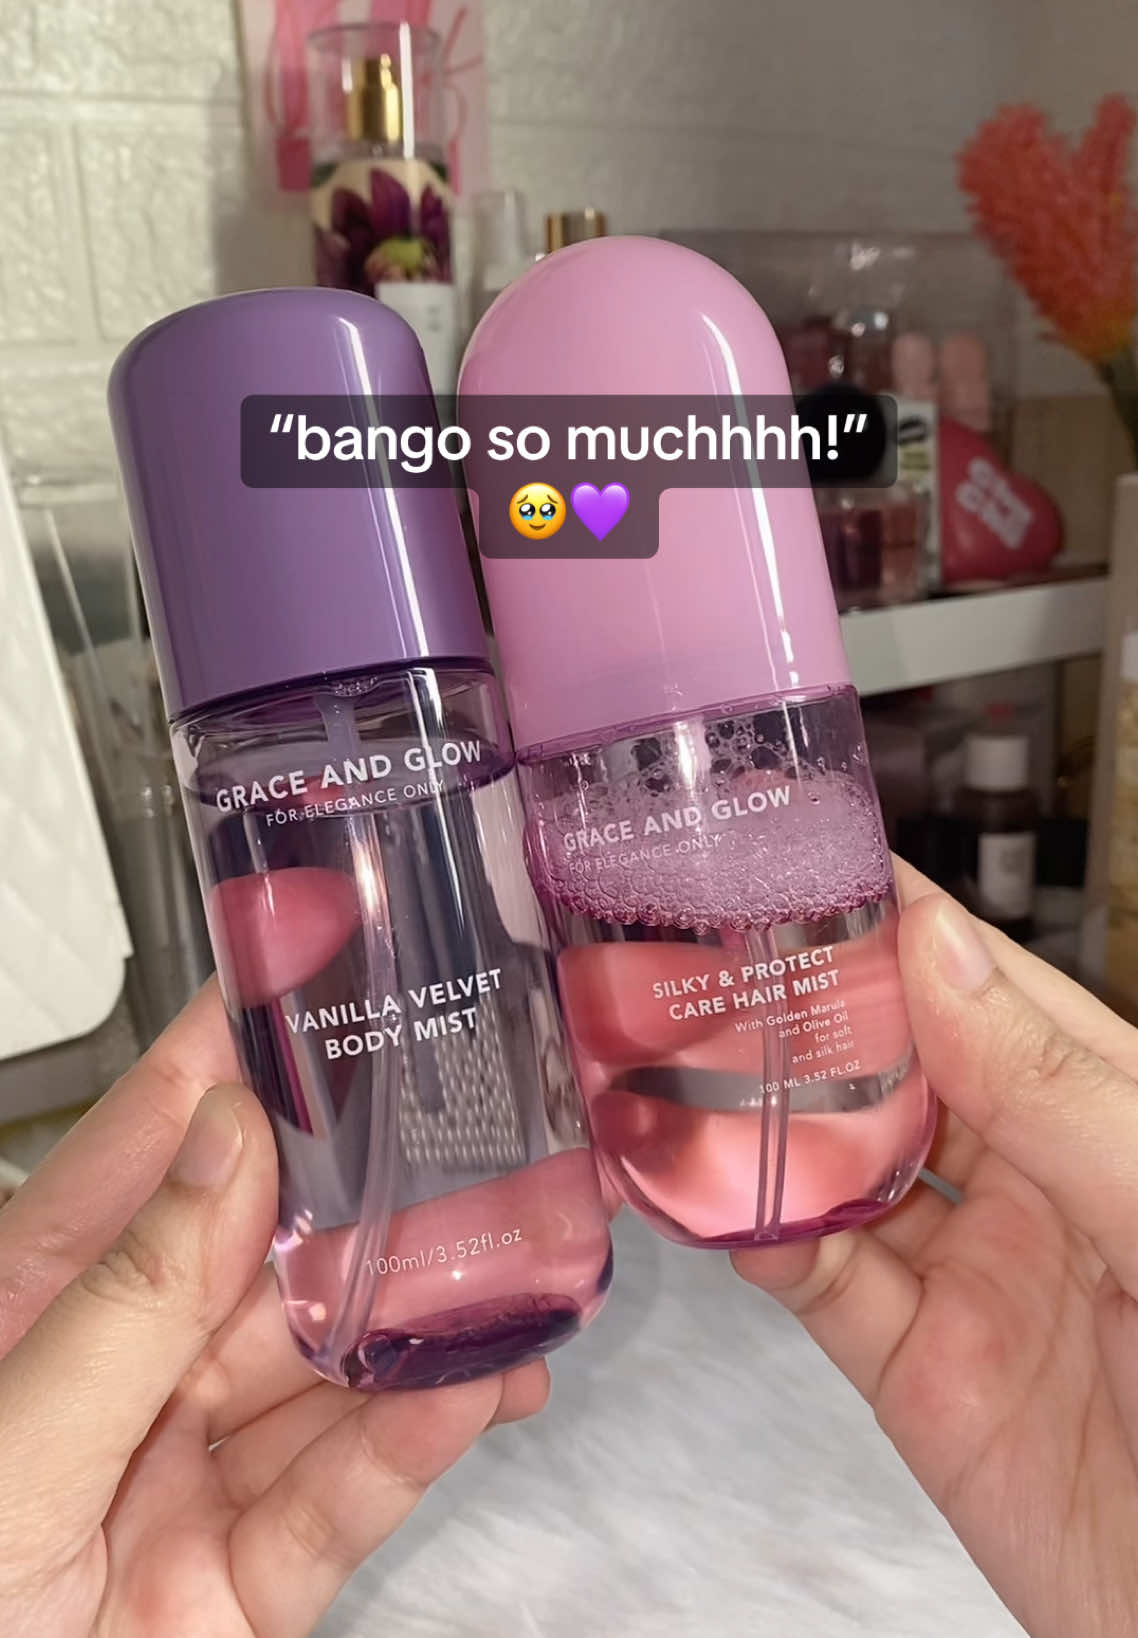 “bango so muchhhh!”
🥹💜
GRACE AND GLOW
FOR ELEGANCE ONLY
VANILLA VELVET
BODY MIST
100ml/3.52fl.oz
GRACE AND GLOW
FOR ELEGANCE ONLY
SILKY & PROTECT
CARE HAIR MIST
With Golden Marula
and Olive Oil
for soft
and silk hair
100 ML 3.52 FL.OZ